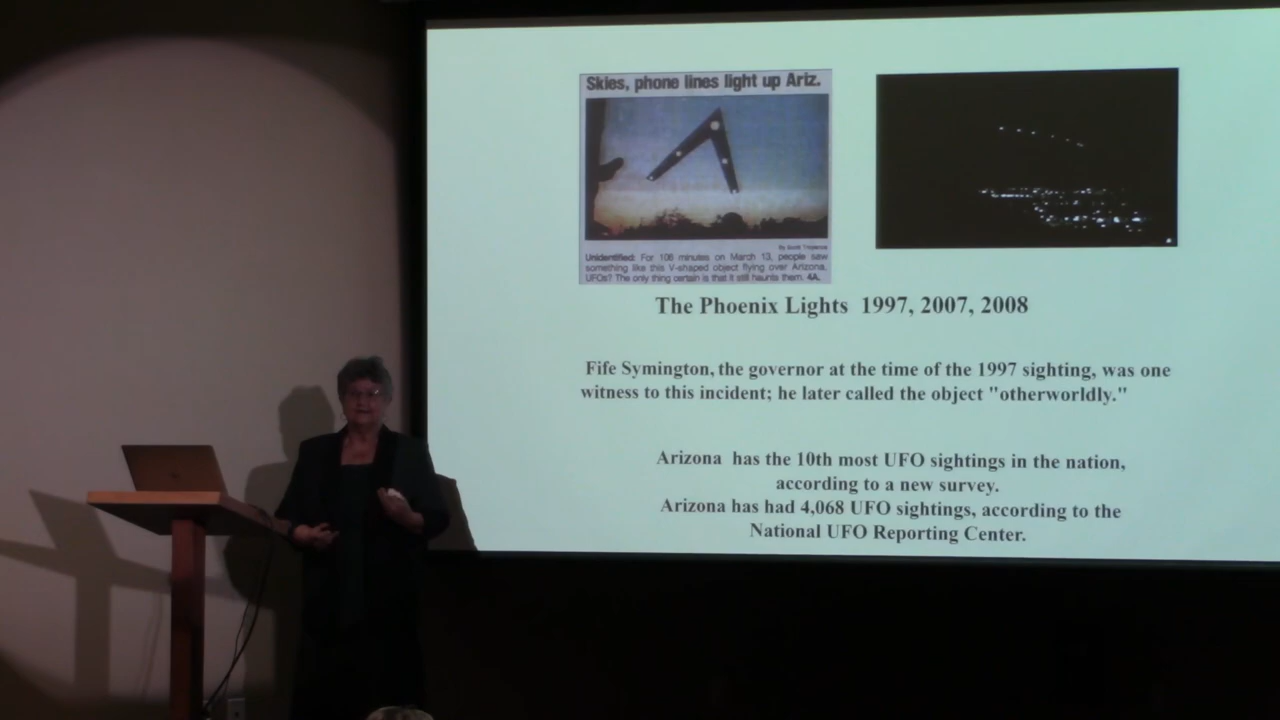 Skies, phone lines light up Ariz.
By Scott
Unidentified: For 106 minutes on March 13, people saw
something like this V-shaped object flying over Arizona.
UFOs? The only thing certain is that it still haunts them. 4A.
The Phoenix Lights 1997, 2007, 2008
Fife Symington, the governor at the time of the 1997 sighting, was one
witness to this incident; he later called the object "otherworldly."
Arizona has the 10th most UFO sightings in the nation,
according to a new survey.
Arizona has had 4,068 UFO sightings, according to the
National UFO Reporting Center.